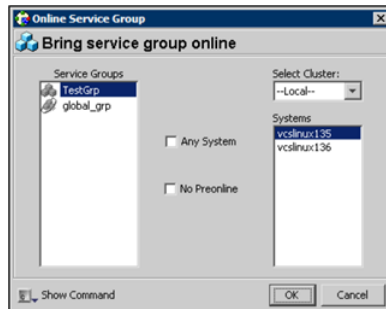 Online Service Group
Bring service group online
Service Groups
TestGrp
global_grp
Any System
No Preonline
Select Cluster:
--Local--
Systems
vcslinux135
vcslinux136
Show Command
OK
Cancel